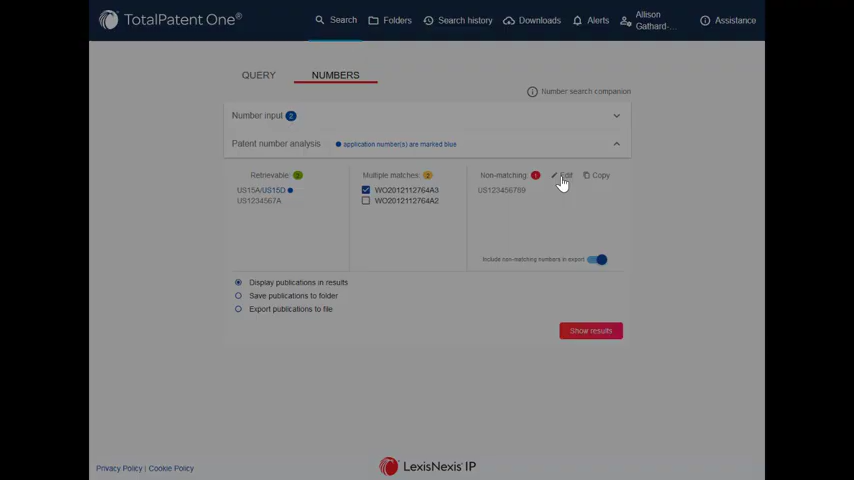 TotalPatent One®
Search
Folders
Search history
Downloads
Alerts
Allison
Gathard-...
Assistance
QUERY
NUMBERS
Number search companion
Number input 2
Patent number analysis
application number(s) are marked blue
Retrievable:
Multiple matches: 2
Non-matching: 1
Edit
Copy
US15A/US15D
US1234567A
WO2012112764A3
WO2012112764A2
US123456789
Include non-matching numbers in export
Display publications in results
Save publications to folder
Export publications to file
Show results
Privacy Policy | Cookie Policy
LexisNexis® IP